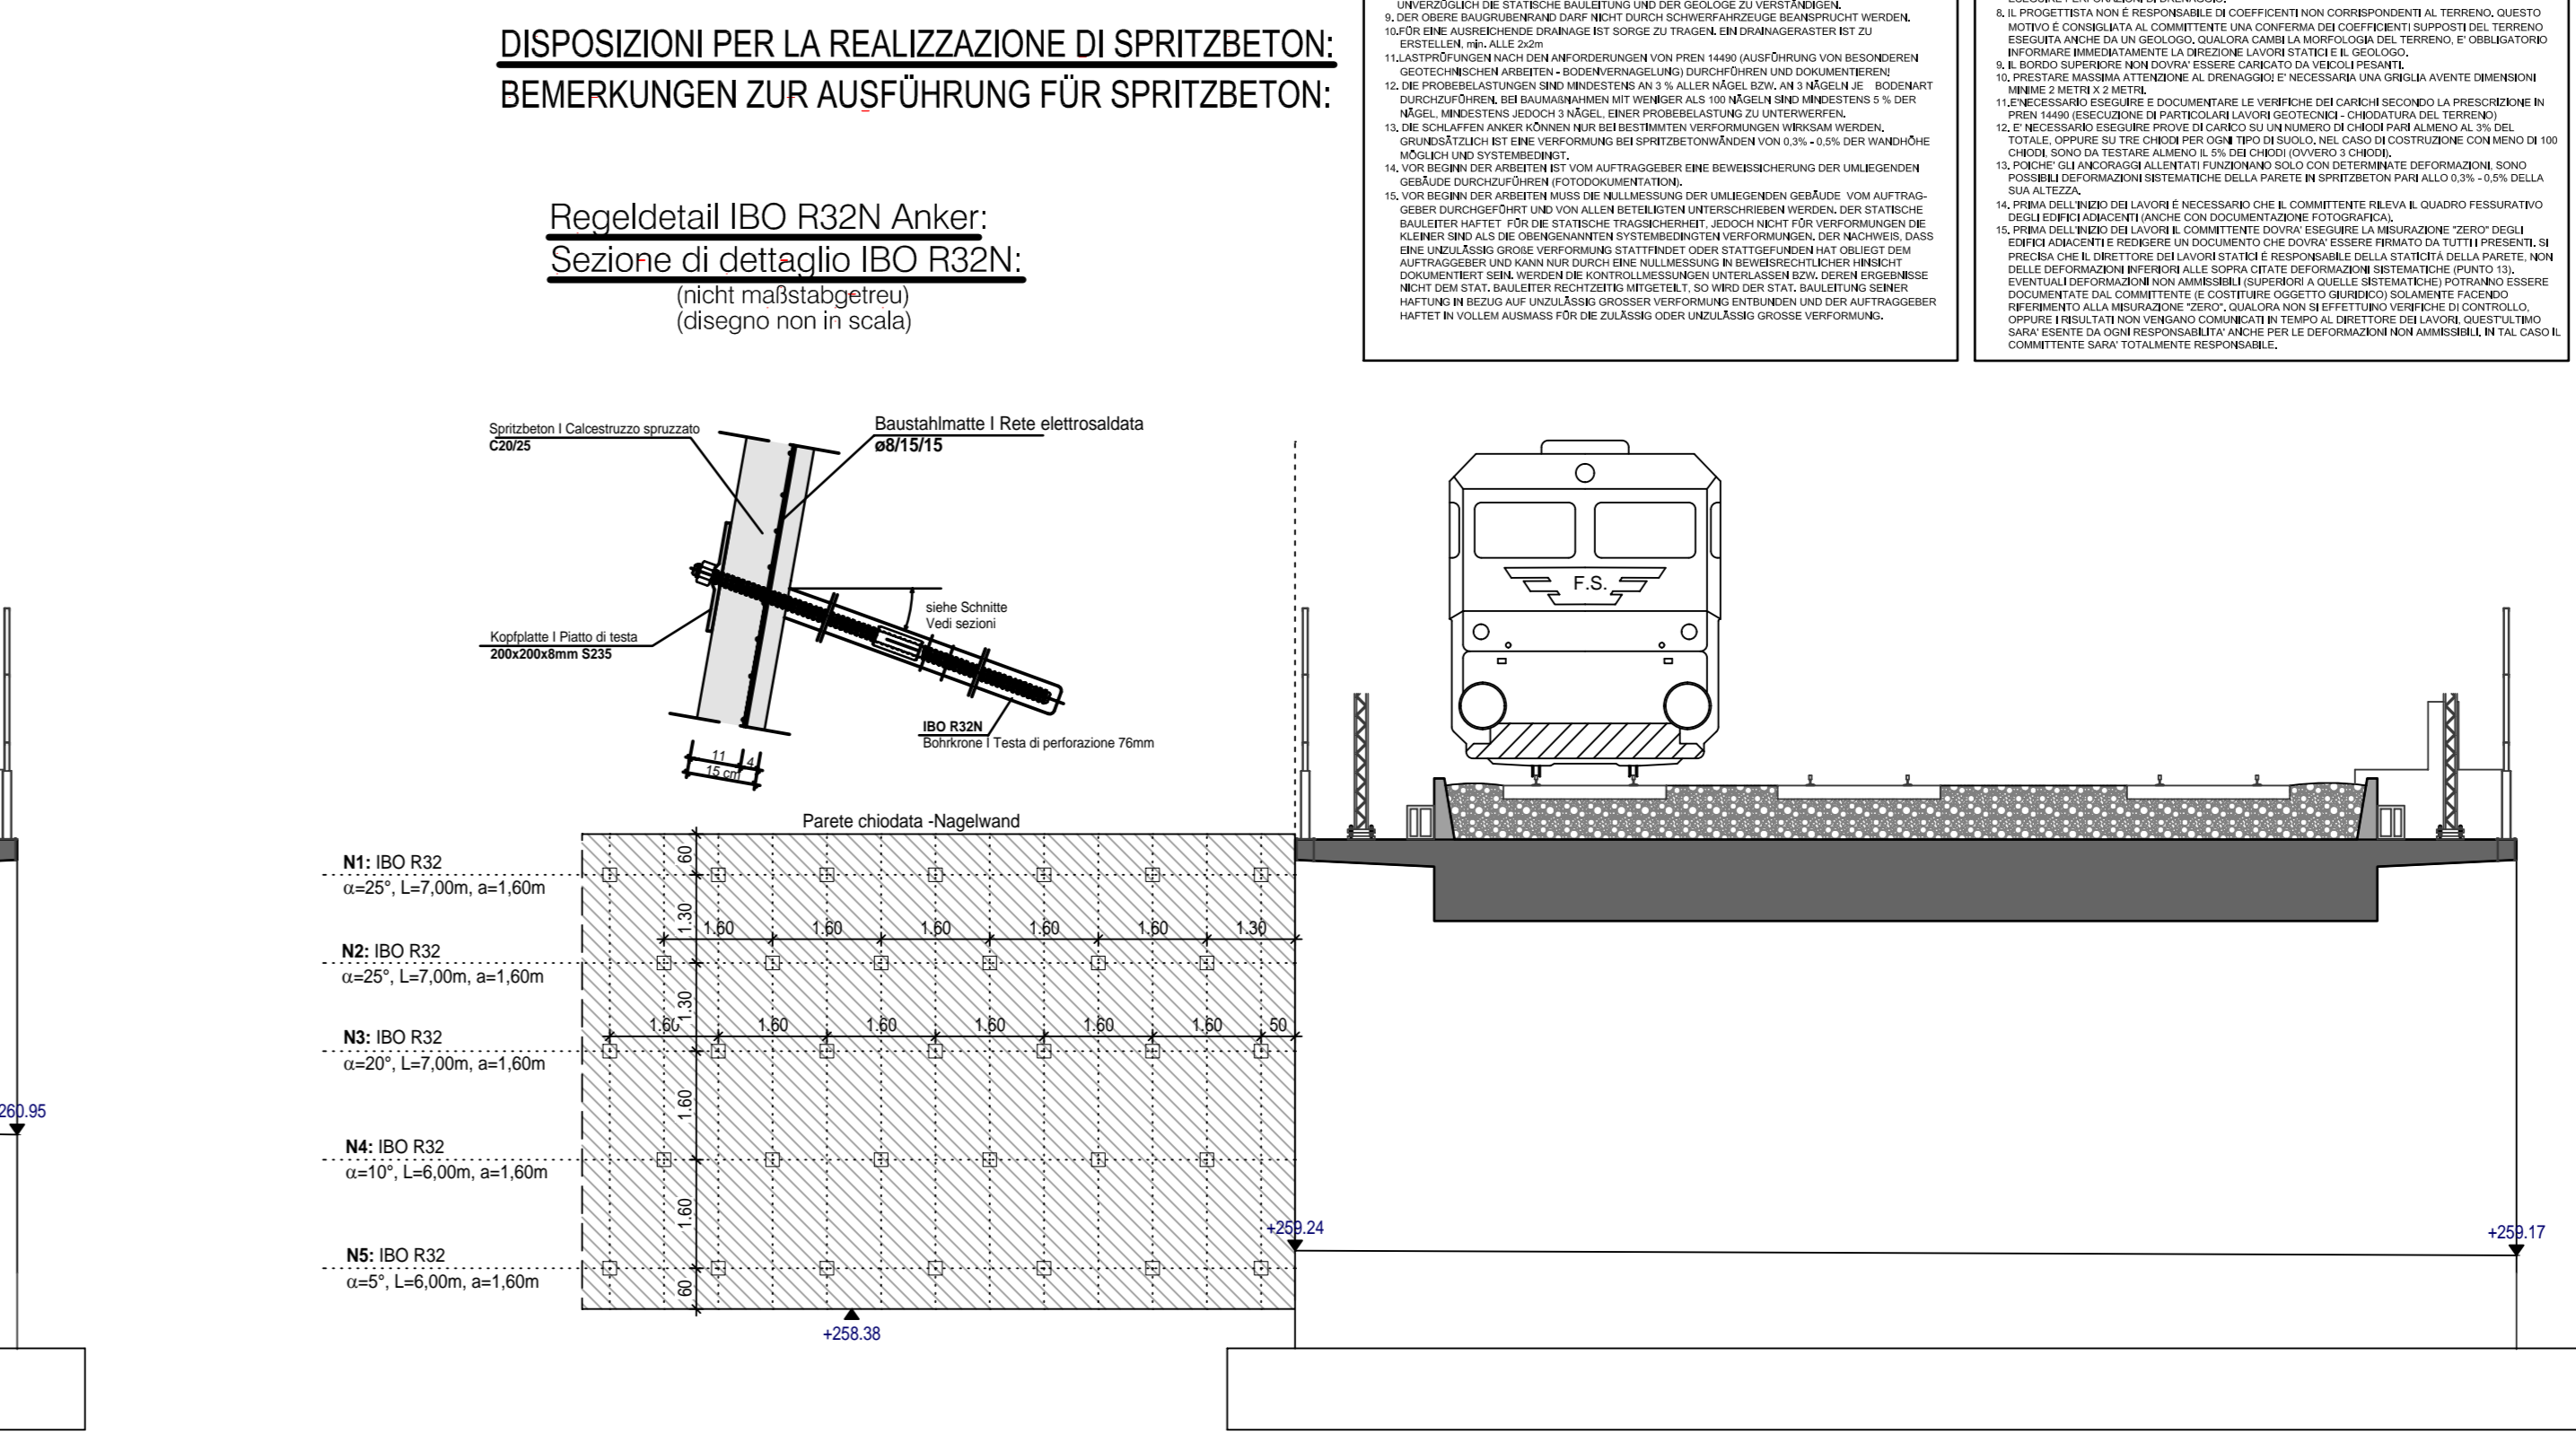 DISPOSIZIONI PER LA REALIZZAZIONE DI SPRITZBETON:
BEMERKUNGEN ZUR AUSFÜHRUNG FÜR SPRITZBETON:
Regeldetail IBO R32N Anker:
Sezione di dettaglio IBO R32N:
(nicht maßstabgetreu)
(disegno non in scala)
UNVERZÜGLICH DIE STATISCHE BAULEITUNG UND DER GEOLOGE ZU VERSTÄNDIGEN.
9. DER OBERE BAUGRUBENRAND DARF NICHT DURCH SCHWERFAHRZEUGE BEANSPRUCHT WERDEN.
10.FÜR EINE AUSREICHENDE DRAINAGE IST SORGE ZU TRAGEN. EIN DRAINAGERASTER IST ZU
ERSTELLEN, min. ALLE 2x2m
11.LASTPRÜFUNGEN NACH DEN ANFORDERUNGEN VON PREN 14490 (AUSFÜHRUNG VON BESONDEREN
GEOTECHNISCHEN ARBEITEN - BODENVERNAGELUNG) DURCHFÜHREN UND DOKUMENTIEREN!
12. DIE PROBEBELASTUNGEN SIND MINDESTENS AN 3 % ALLER NÄGEL BZW. AN 3 NÄGELN JE BODENART
DURCHZUFÜHREN. BEI BAUMAßNAHMEN MIT WENIGER ALS 100 NÄGELN SIND MINDESTENS 5 % DER
NÄGEL, MINDESTENS JEDOCH 3 NÄGEL, EINER PROBEBELASTUNG ZU UNTERWERFEN.
13. DIE SCHLAFFEN ANKER KÖNNEN NUR BEI BESTIMMTEN VERFORMUNGEN WIRKSAM WERDEN.
GRUNDSÄTZLICH IST EINE VERFORMUNG BEI SPRITZBETONWÄNDEN VON 0,3% - 0,5% DER WANDHÖHE
MÖGLICH UND SYSTEMBEDINGT.
14. VOR BEGINN DER ARBEITEN IST VOM AUFTRAGGEBER EINE BEWEISSICHERUNG DER UMLIEGENDEN
GEBÄUDE DURCHZUFÜHREN (FOTODOKUMENTATION).
15. VOR BEGINN DER ARBEITEN MUSS DIE NULLMESSUNG DER UMLIEGENDEN GEBÄUDE VOM AUFTRAG-
GEBER DURCHGEFÜHRT UND VON ALLEN BETEILIGTEN UNTERSCHRIEBEN WERDEN. DER STATISCHE
BAULEITER HAFTET FÜR DIE STATISCHE TRAGSICHERHEIT, JEDOCH NICHT FÜR VERFORMUNGEN DIE
KLEINER SIND ALS DIE OBENGENANNTEN SYSTEMBEDINGTEN VERFORMUNGEN. DER NACHWEIS, DASS
EINE UNZULÄSSIG GROßE VERFORMUNG STATTFINDET ODER STATTGEFUNDEN HAT OBLIEGT DEM
AUFTRAGGEBER UND KANN NUR DURCH EINE NULLMESSUNG IN BEWEISRECHTLICHER HINSICHT
DOKUMENTIERT SEIN. WERDEN DIE KONTROLLMESSUNGEN UNTERLASSEN BZW. DEREN ERGEBNISSE
NICHT DEM STAT. BAULEITER RECHTZEITIG MITGETEILT, SO WIRD DER STAT. BAULEITUNG SEINER
HAFTUNG IN BEZUG AUF UNZULÄSSIG GROSSER VERFORMUNG ENTBUNDEN UND DER AUFTRAGGEBER
HAFTET IN VOLLEM AUSMASS FÜR DIE ZULÄSSIG ODER UNZULÄSSIG GROSSE VERFORMUNG.
8. IL PROGETTISTA NON É RESPONSABILE DI COEFFICENTI NON CORRISPONDENTI AL TERRENO. QUESTO
MOTIVO É CONSIGLIATA AL COMMITTENTE UNA CONFERMA DEI COEFFICIENTI SUPPOSTI DEL TERRENO
ESEGUITA ANCHE DA UN GEOLOGO. QUALORA CAMBI LA MORFOLOGIA DEL TERRENO, E' OBBLIGATORIO
INFORMARE IMMEDIATAMENTE LA DIREZIONE LAVORI STATICI E IL GEOLOGO.
9. IL BORDO SUPERIORE NON DOVRA' ESSERE CARICATO DA VEICOLI PESANTI.
10. PRESTARE MASSIMA ATTENZIONE AL DRENAGGIO! E' NECESSARIA UNA GRIGLIA AVENTE DIMENSIONI
MINIME 2 METRI X 2 METRI.
11.E'NECESSARIO ESEGUIRE E DOCUMENTARE LE VERIFICHE DEI CARICHI SECONDO LA PRESCRIZIONE IN
PREN 14490 (ESECUZIONE DI PARTICOLARI LAVORI GEOTECNICI - CHIODATURA DEL TERRENO)
12. E' NECESSARIO ESEGUIRE PROVE DI CARICO SU UN NUMERO DI CHIODI PARI ALMENO AL 3% DEL
TOTALE, OPPURE SU TRE CHIODI PER OGNI TIPO DI SUOLO. NEL CASO DI COSTRUZIONE CON MENO DI 100
CHIODI, SONO DA TESTARE ALMENO IL 5% DEI CHIODI (OVVERO 3 CHIODI).
13. POICHE' GLI ANCORAGGI ALLENTATI FUNZIONANO SOLO CON DETERMINATE DEFORMAZIONI, SONO
POSSIBILI DEFORMAZIONI SISTEMATICHE DELLA PARETE IN SPRITZBETON PARI ALLO 0,3% - 0,5% DELLA
SUA ALTEZZA.
14. PRIMA DELL'INIZIO DEI LAVORI É NECESSARIO CHE IL COMMITTENTE RILEVA IL QUADRO FESSURATIVO
DEGLI EDIFICI ADIACENTI (ANCHE CON DOCUMENTAZIONE FOTOGRAFICA).
15. PRIMA DELL'INIZIO DEI LAVORI IL COMMITTENTE DOVRA' ESEGUIRE LA MISURAZIONE "ZERO" DEGLI
EDIFICI ADIACENTI E REDIGERE UN DOCUMENTO CHE DOVRA' ESSERE FIRMATO DA TUTTI I PRESENTI. SI
PRECISA CHE IL DIRETTORE DEI LAVORI STATICI É RESPONSABILE DELLA STATICITÁ DELLA PARETE, NON
DELLE DEFORMAZIONI INFERIORI ALLE SOPRA CITATE DEFORMAZIONI SISTEMATICHE (PUNTO 13).
EVENTUALI DEFORMAZIONI NON AMMISSIBILI (SUPERIORI A QUELLE SISTEMATICHE) POTRANNO ESSERE
DOCUMENTATE DAL COMMITTENTE (E COSTITUIRE OGGETTO GIURIDICO) SOLAMENTE FACENDO
RIFERIMENTO ALLA MISURAZIONE "ZERO". QUALORA NON SI EFFETTUINO VERIFICHE DI CONTROLLO,
OPPURE I RISULTATI NON VENGANO COMUNICATI IN TEMPO AL DIRETTORE DEI LAVORI, QUEST'ULTIMO
SARA' ESENTE DA OGNI RESPONSABILITA' ANCHE PER LE DEFORMAZIONI NON AMMISSIBILI. IN TAL CASO IL
COMMITTENTE SARA' TOTALMENTE RESPONSABILE.
Spritzbeton I Calcestruzzo spruzzato
C20/25
Baustahlmatte I Rete elettrosaldata
ø8/15/15
siehe Schnitte
Vedi sezioni
Kopfplatte I Piatto di testa
200x200x8mm S235
IBO R32N
Bohrkrone I Testa di perforazione 76mm
11 4
15 cm
F.S.
Parete chiodata -Nagelwand
N1: IBO R32
α=25°, L=7,00m, a=1,60m
N2: IBO R32
α=25°, L=7,00m, a=1,60m
N3: IBO R32
α=20°, L=7,00m, a=1,60m
N4: IBO R32
α=10°, L=6,00m, a=1,60m
N5: IBO R32
α=5°, L=6,00m, a=1,60m
60
1.30
1.30
1.60
1.60
60
1.60 1.60 1.60 1.60 1.60 1.30
1.60 1.60 1.60 1.60 1.60 1.60 50
260.95
+259.24
+259.17
+258.38